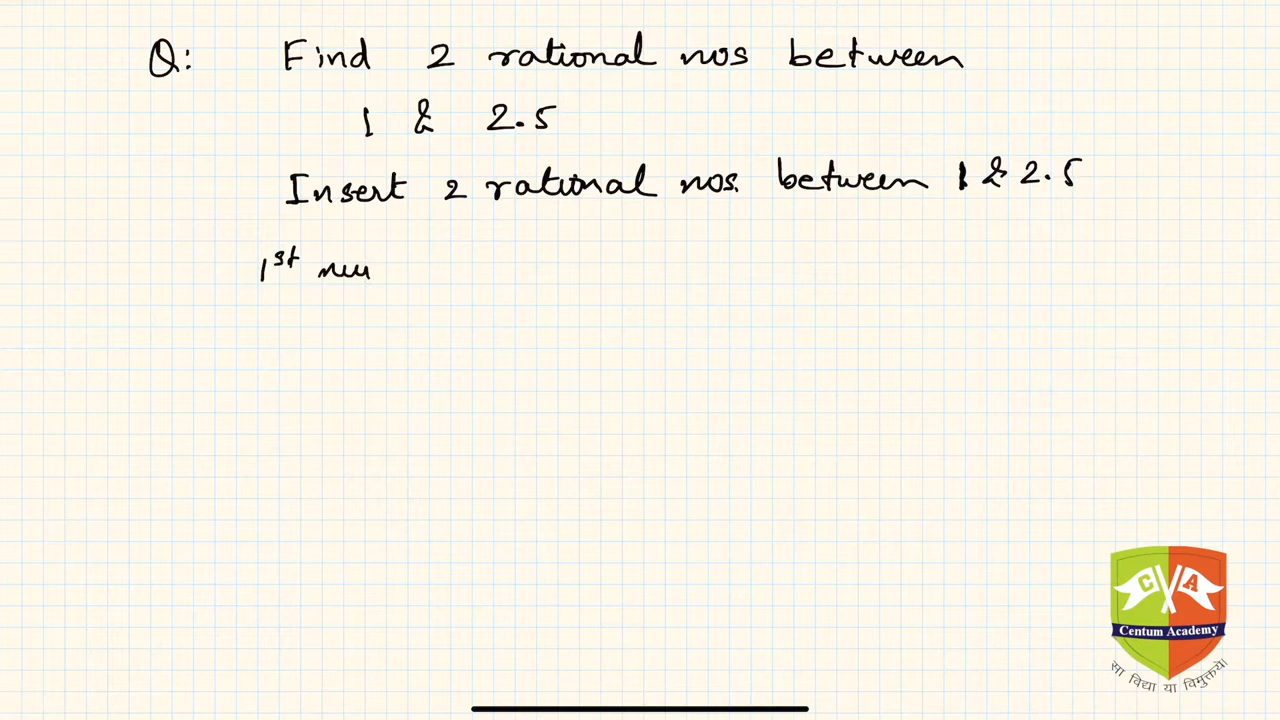 Q: Find 2 rational nos between
1 & 2.5
Insert 2 rational nos. between 1 & 2.5
1st nu
C A
Centum Academy
सा विद्या या विमुक्तये